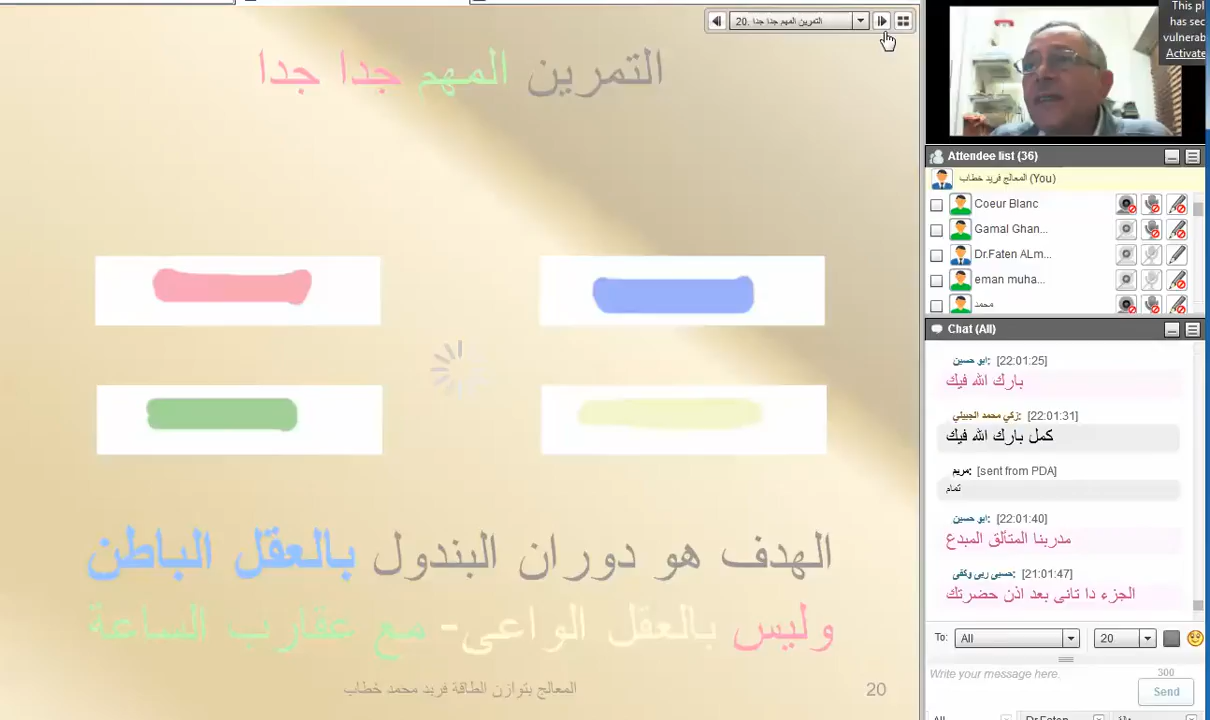 20. التمرين المهم جدا جدا
This pl
has sec
vulnerab
Activate
التمرين المهم جدا جدا
الهدف هو دوران البندول بالعقل الباطن
وليس بالعقل الواعى- مع عقارب الساعة
المعالج بتوازن الطاقة فريد محمد خطاب
20
Attendee list (36)
المعالج فريد خطاب (You)
Coeur Blanc
Gamal Ghan...
Dr.Faten ALm...
eman muha...
محمد
Chat (All)
ابو حسين: [22:01:25]
بارك الله فيك
زكي محمد الجبيلي: [22:01:31]
كمل بارك الله فيك
مريم: [sent from PDA]
تمام
ابو حسين: [22:01:40]
مدربنا المتألق المبدع
حسبى ربى وكفى: [21:01:47]
الجزء دا تانى بعد اذن حضرتك
To: All 20
Write your message here. 300
Send
All Dr.Faten